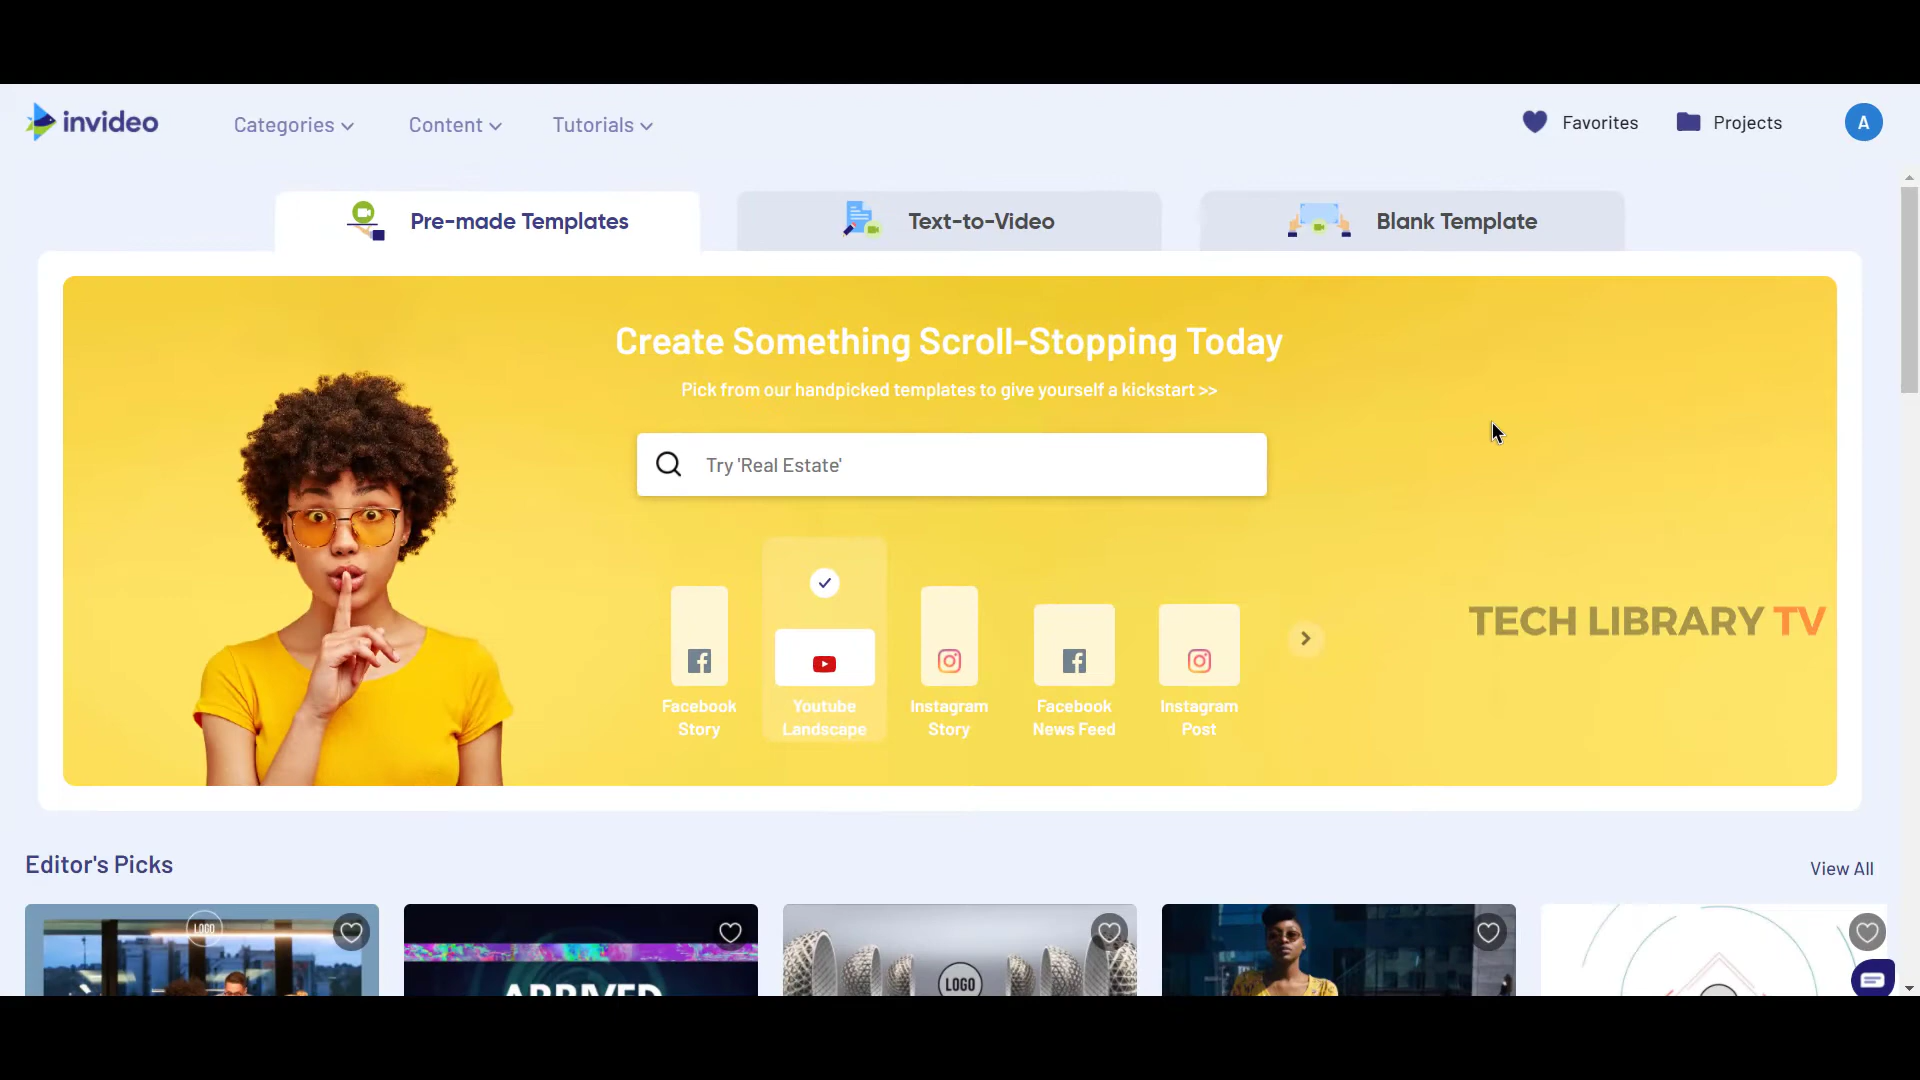 invideo
Categories
Content
Tutorials
Favorites
Projects
A
Pre-made Templates
Text-to-Video
Blank Template
Create Something Scroll-Stopping Today
Pick from our handpicked templates to give yourself a kickstart >>
Try 'Real Estate'
Facebook
Story
Youtube
Landscape
Instagram
Story
Facebook
News Feed
Instagram
Post
TECH LIBRARY TV
Editor's Picks
View All
LOGO
ARRIVED
LOGO